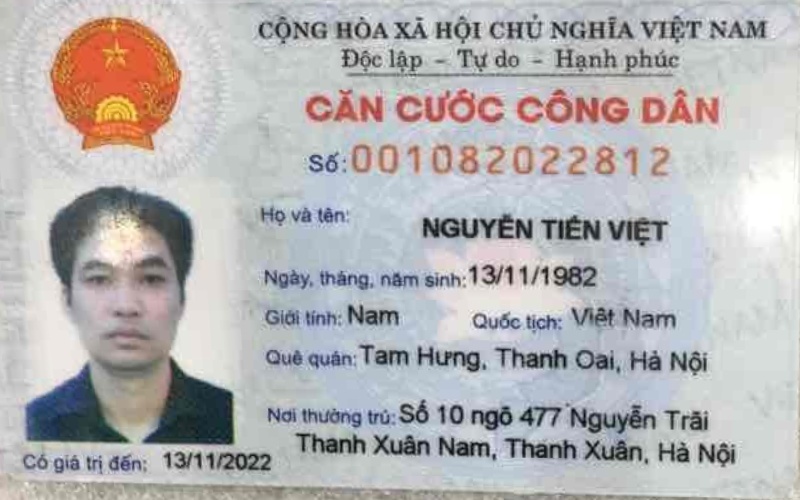 CỘNG HÒA XÃ HỘI CHỦ NGHĨA VIỆT NAM
Độc lập - Tự do - Hạnh phúc
CĂN CƯỚC CÔNG DÂN
Số: 001082022812
Họ và tên: NGUYỄN TIẾN VIỆT
Ngày, tháng, năm sinh: 13/11/1982
Giới tính: Nam Quốc tịch: Việt Nam
Quê quán: Tam Hưng, Thanh Oai, Hà Nội
Nơi thường trú: Số 10 ngõ 477 Nguyễn Trãi
Thanh Xuân Nam, Thanh Xuân, Hà Nội
Có giá trị đến: 13/11/2022